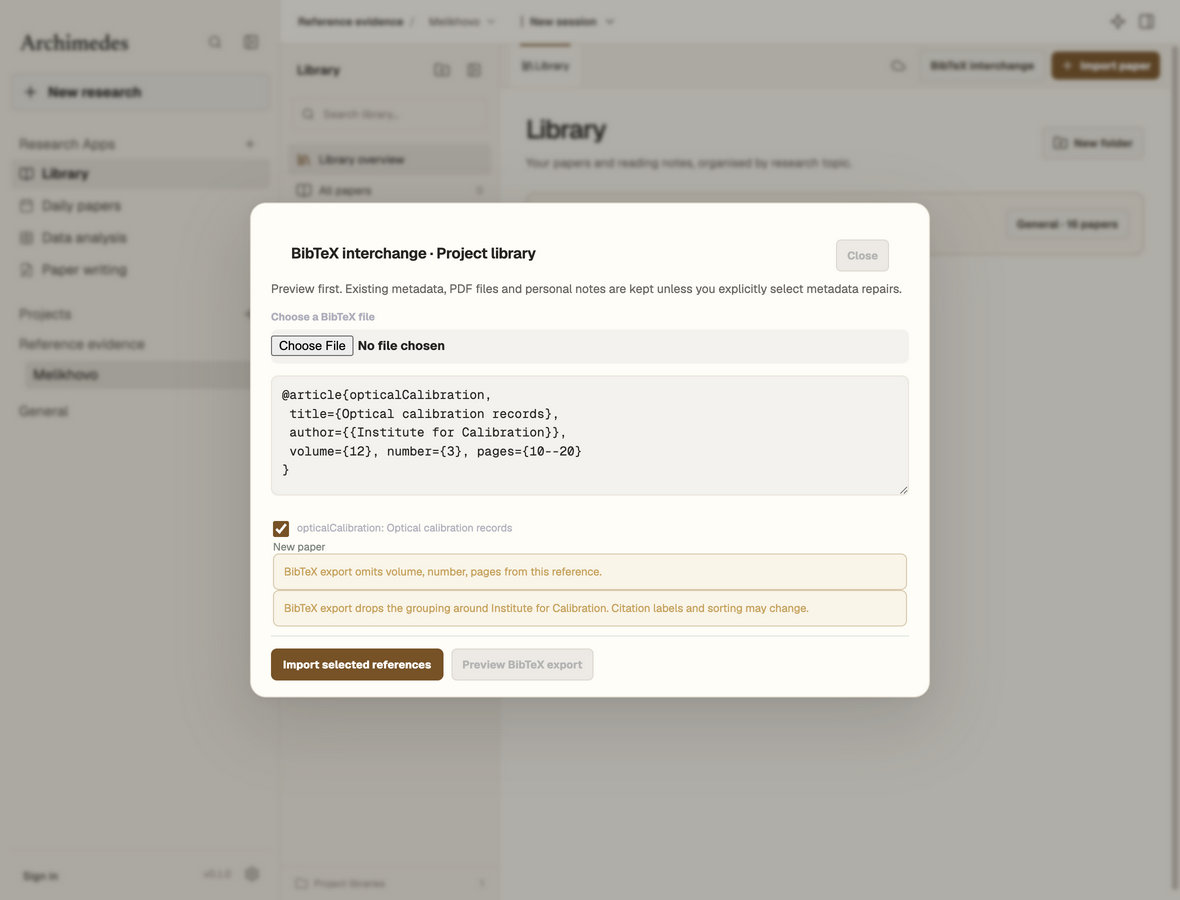 Archimedes
New research
Research Apps
Library
Daily papers
Data analysis
Paper writing
Projects
Reference evidence
Melikhovo
General
Sign in
v0.1.0
Reference evidence / Melikhovo
New session
Library
Search library...
Library overview
All papers
Project libraries
Library
BibTeX interchange
Import paper
Library
Your papers and reading notes, organised by research topic.
New folder
General · 16 papers
BibTeX interchange · Project library
Close
Preview first. Existing metadata, PDF files and personal notes are kept unless you explicitly select metadata repairs.
Choose a BibTeX file
Choose File No file chosen
@article{opticalCalibration,
title={Optical calibration records},
author={{Institute for Calibration}},
volume={12}, number={3}, pages={10--20}
}
opticalCalibration: Optical calibration records
New paper
BibTeX export omits volume, number, pages from this reference.
BibTeX export drops the grouping around Institute for Calibration. Citation labels and sorting may change.
Import selected references
Preview BibTeX export